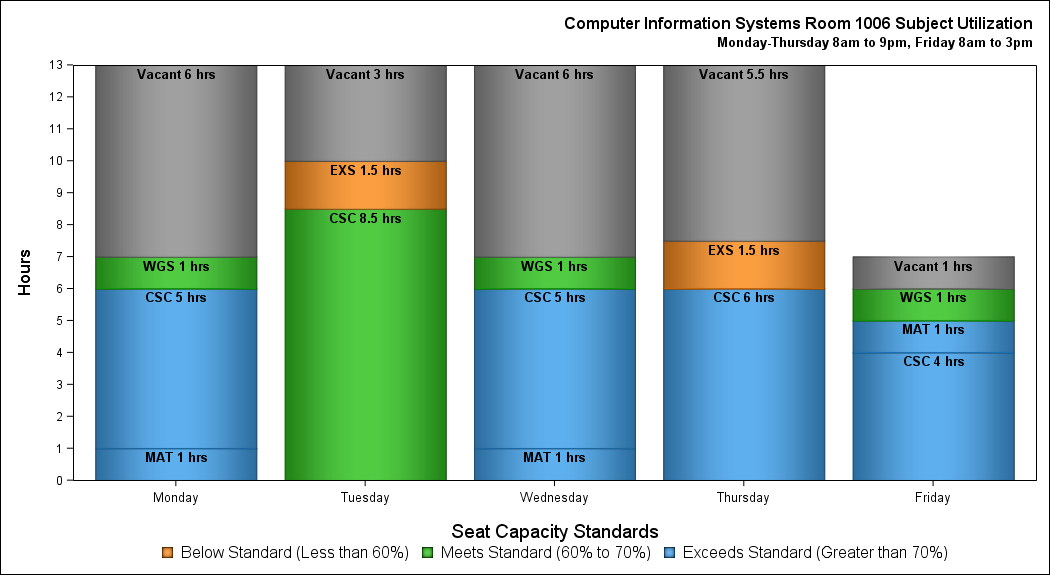 Computer Information Systems Room 1006 Subject Utilization
Monday-Thursday 8am to 9pm, Friday 8am to 3pm
Hours
13
12
11
10
9
8
7
6
5
4
3
2
1
0
Vacant 6 hrs
WGS 1 hrs
CSC 5 hrs
MAT 1 hrs
Vacant 3 hrs
EXS 1.5 hrs
CSC 8.5 hrs
Vacant 6 hrs
WGS 1 hrs
CSC 5 hrs
MAT 1 hrs
Vacant 5.5 hrs
EXS 1.5 hrs
CSC 6 hrs
Vacant 1 hrs
WGS 1 hrs
MAT 1 hrs
CSC 4 hrs
Monday Tuesday Wednesday Thursday Friday
Seat Capacity Standards
Below Standard (Less than 60%) Meets Standard (60% to 70%) Exceeds Standard (Greater than 70%)